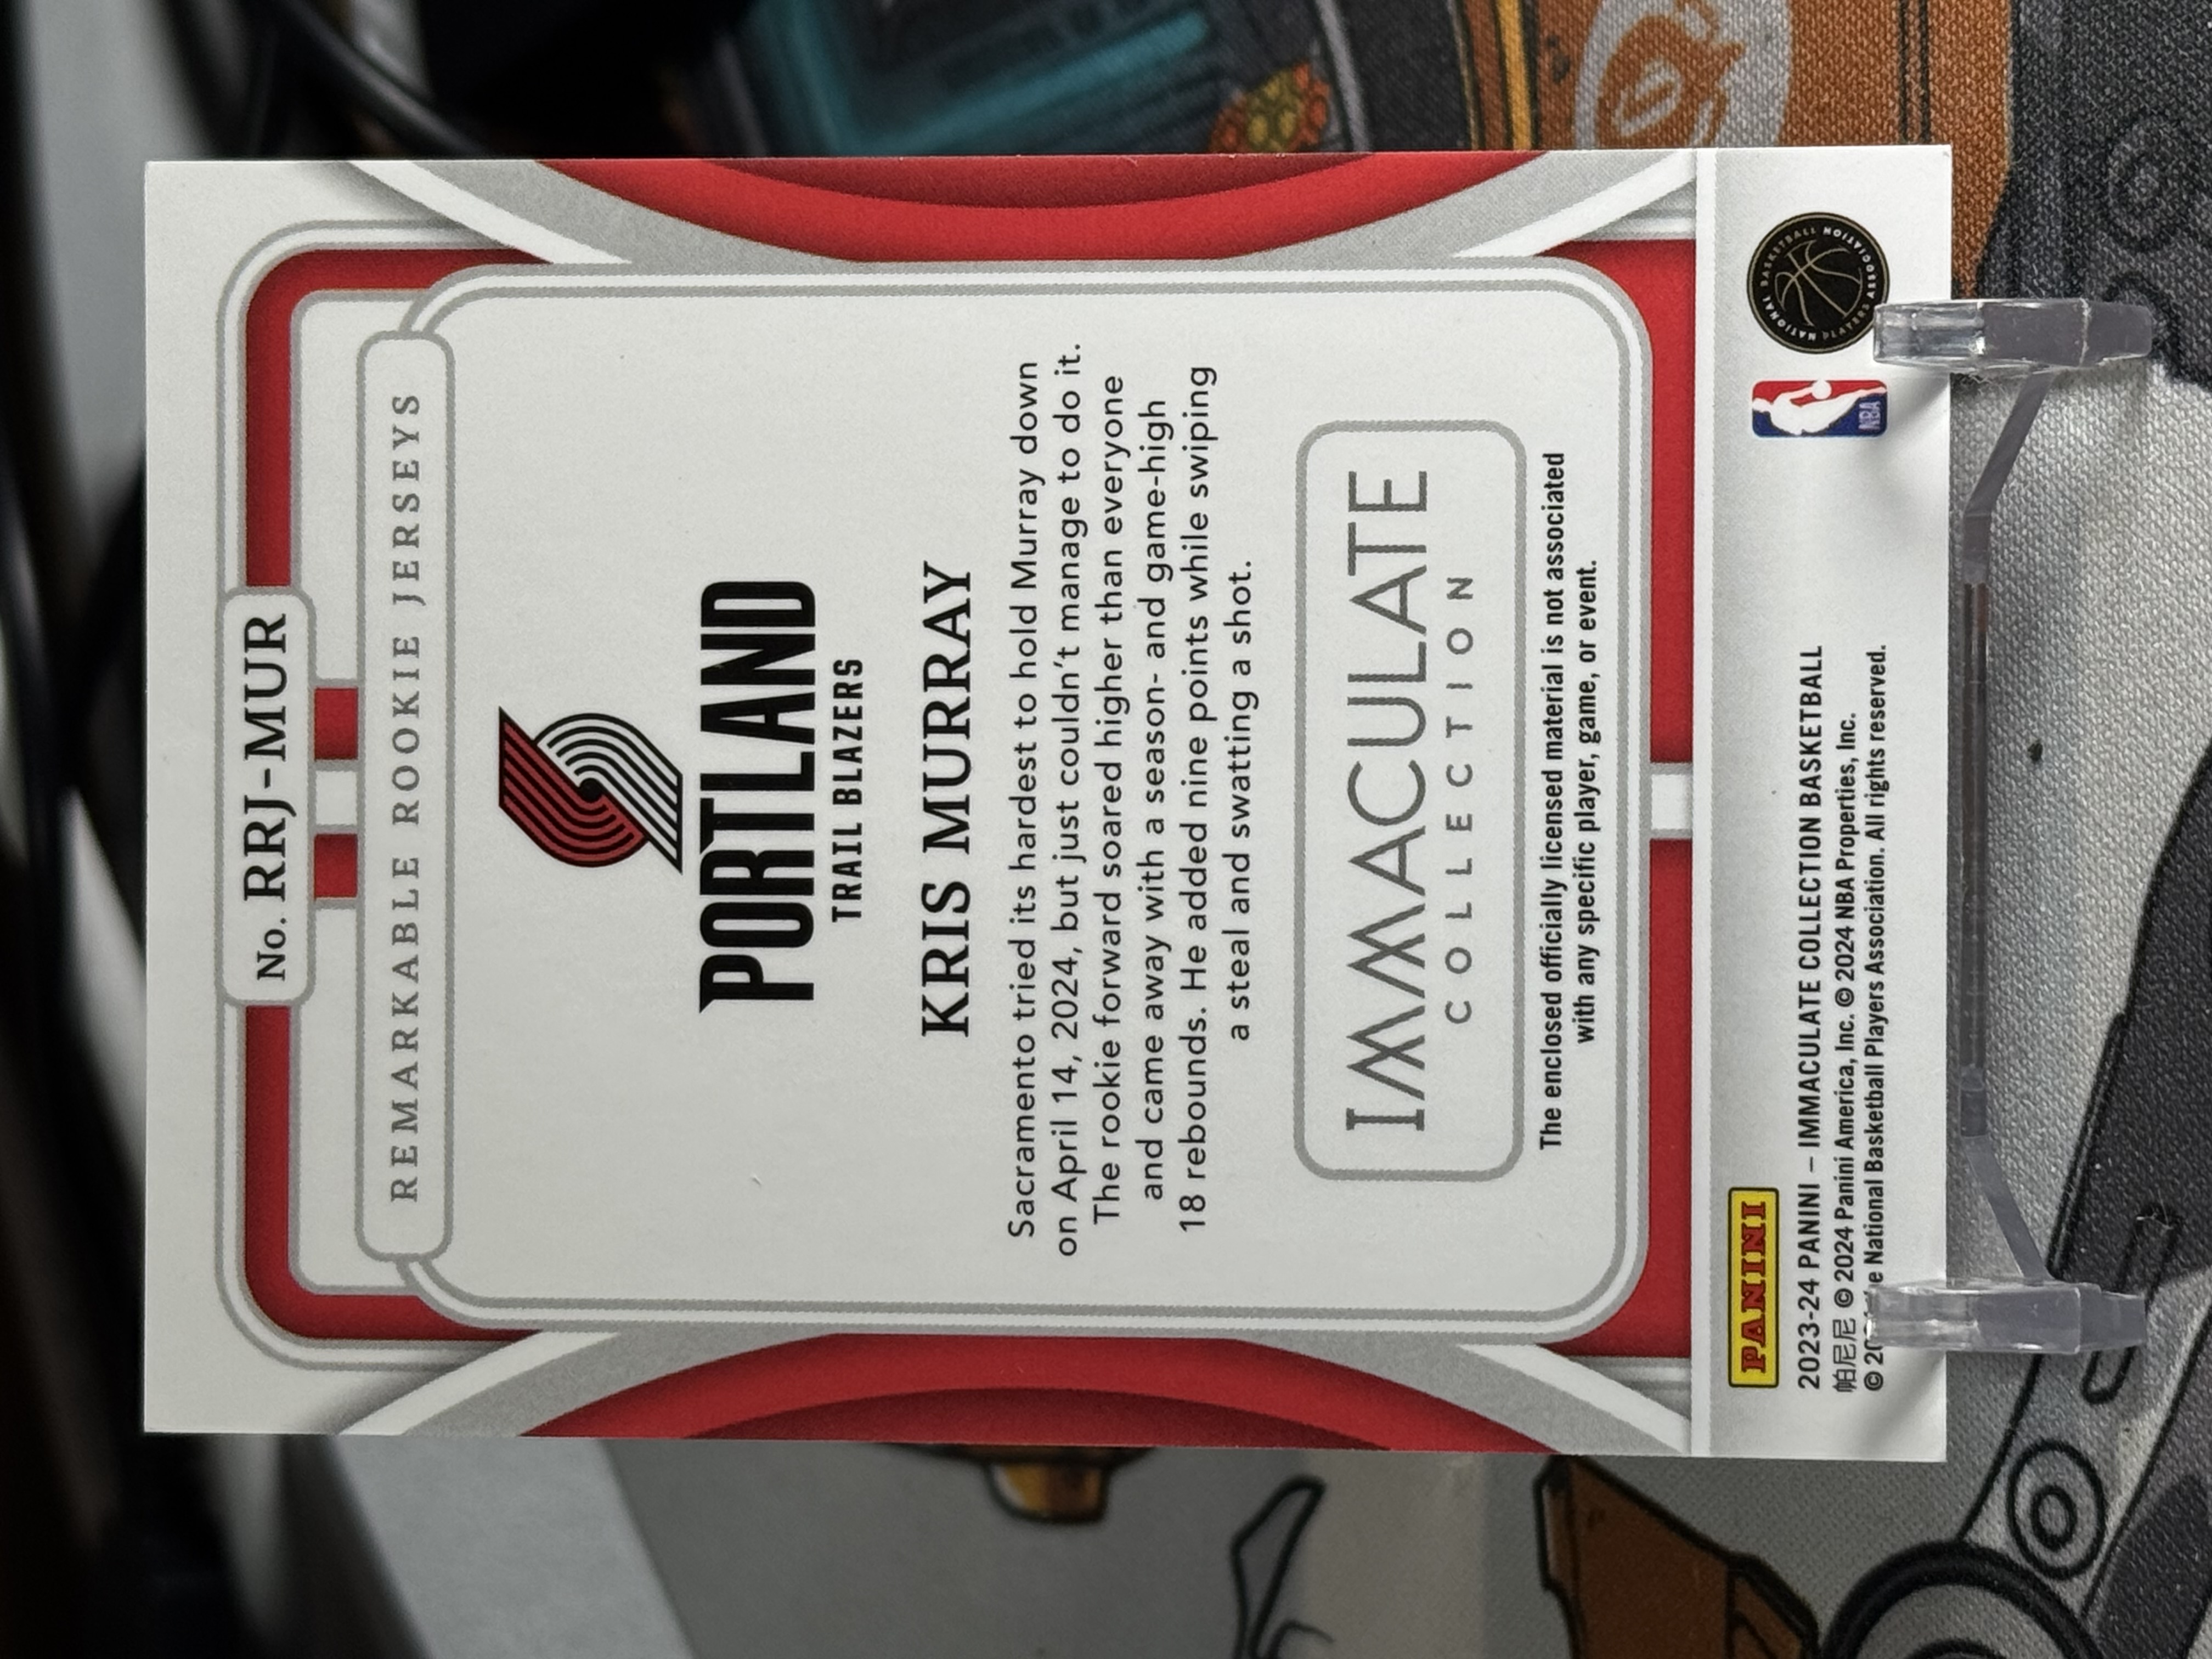 No. RRJ-MUR
REMARKABLE ROOKIE JERSEYS
PORTLAND
TRAIL BLAZERS
KRIS MURRAY
Sacramento tried its hardest to hold Murray down
on April 14, 2024, but just couldn't manage to do it.
The rookie forward soared higher than everyone
and came away with a season- and game-high
18 rebounds. He added nine points while swiping
a steal and swatting a shot.
IMMACULATE
COLLECTION
The enclosed officially licensed material is not associated
with any specific player, game, or event.
PANINI
2023-24 PANINI – IMMACULATE COLLECTION BASKETBALL
帕尼尼 © 2024 Panini America, Inc. © 2024 NBA Properties, Inc.
© National Basketball Players Association. All rights reserved.
NBA
NATIONAL BASKETBALL PLAYERS ASSOCIATION